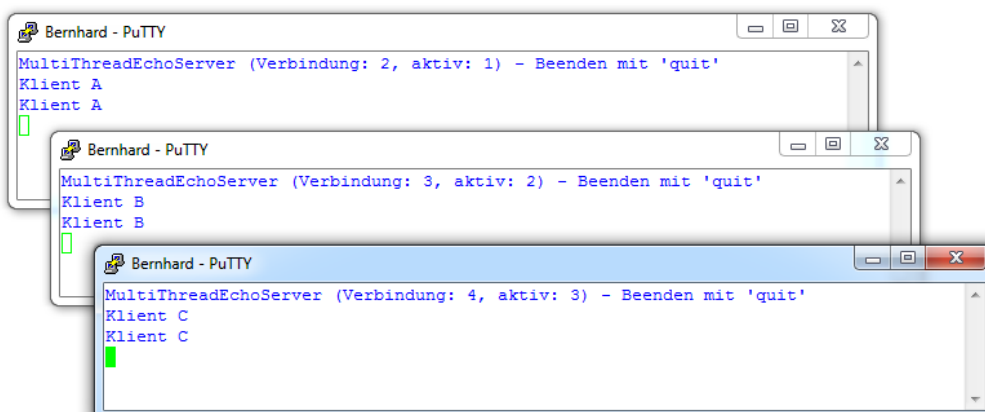 Bernhard - PuTTY
MultiThreadEchoServer (Verbindung: 2, aktiv: 1) - Beenden mit 'quit'
Klient A
Klient A
Bernhard - PuTTY
MultiThreadEchoServer (Verbindung: 3, aktiv: 2) - Beenden mit 'quit'
Klient B
Klient B
Bernhard - PuTTY
MultiThreadEchoServer (Verbindung: 4, aktiv: 3) - Beenden mit 'quit'
Klient C
Klient C